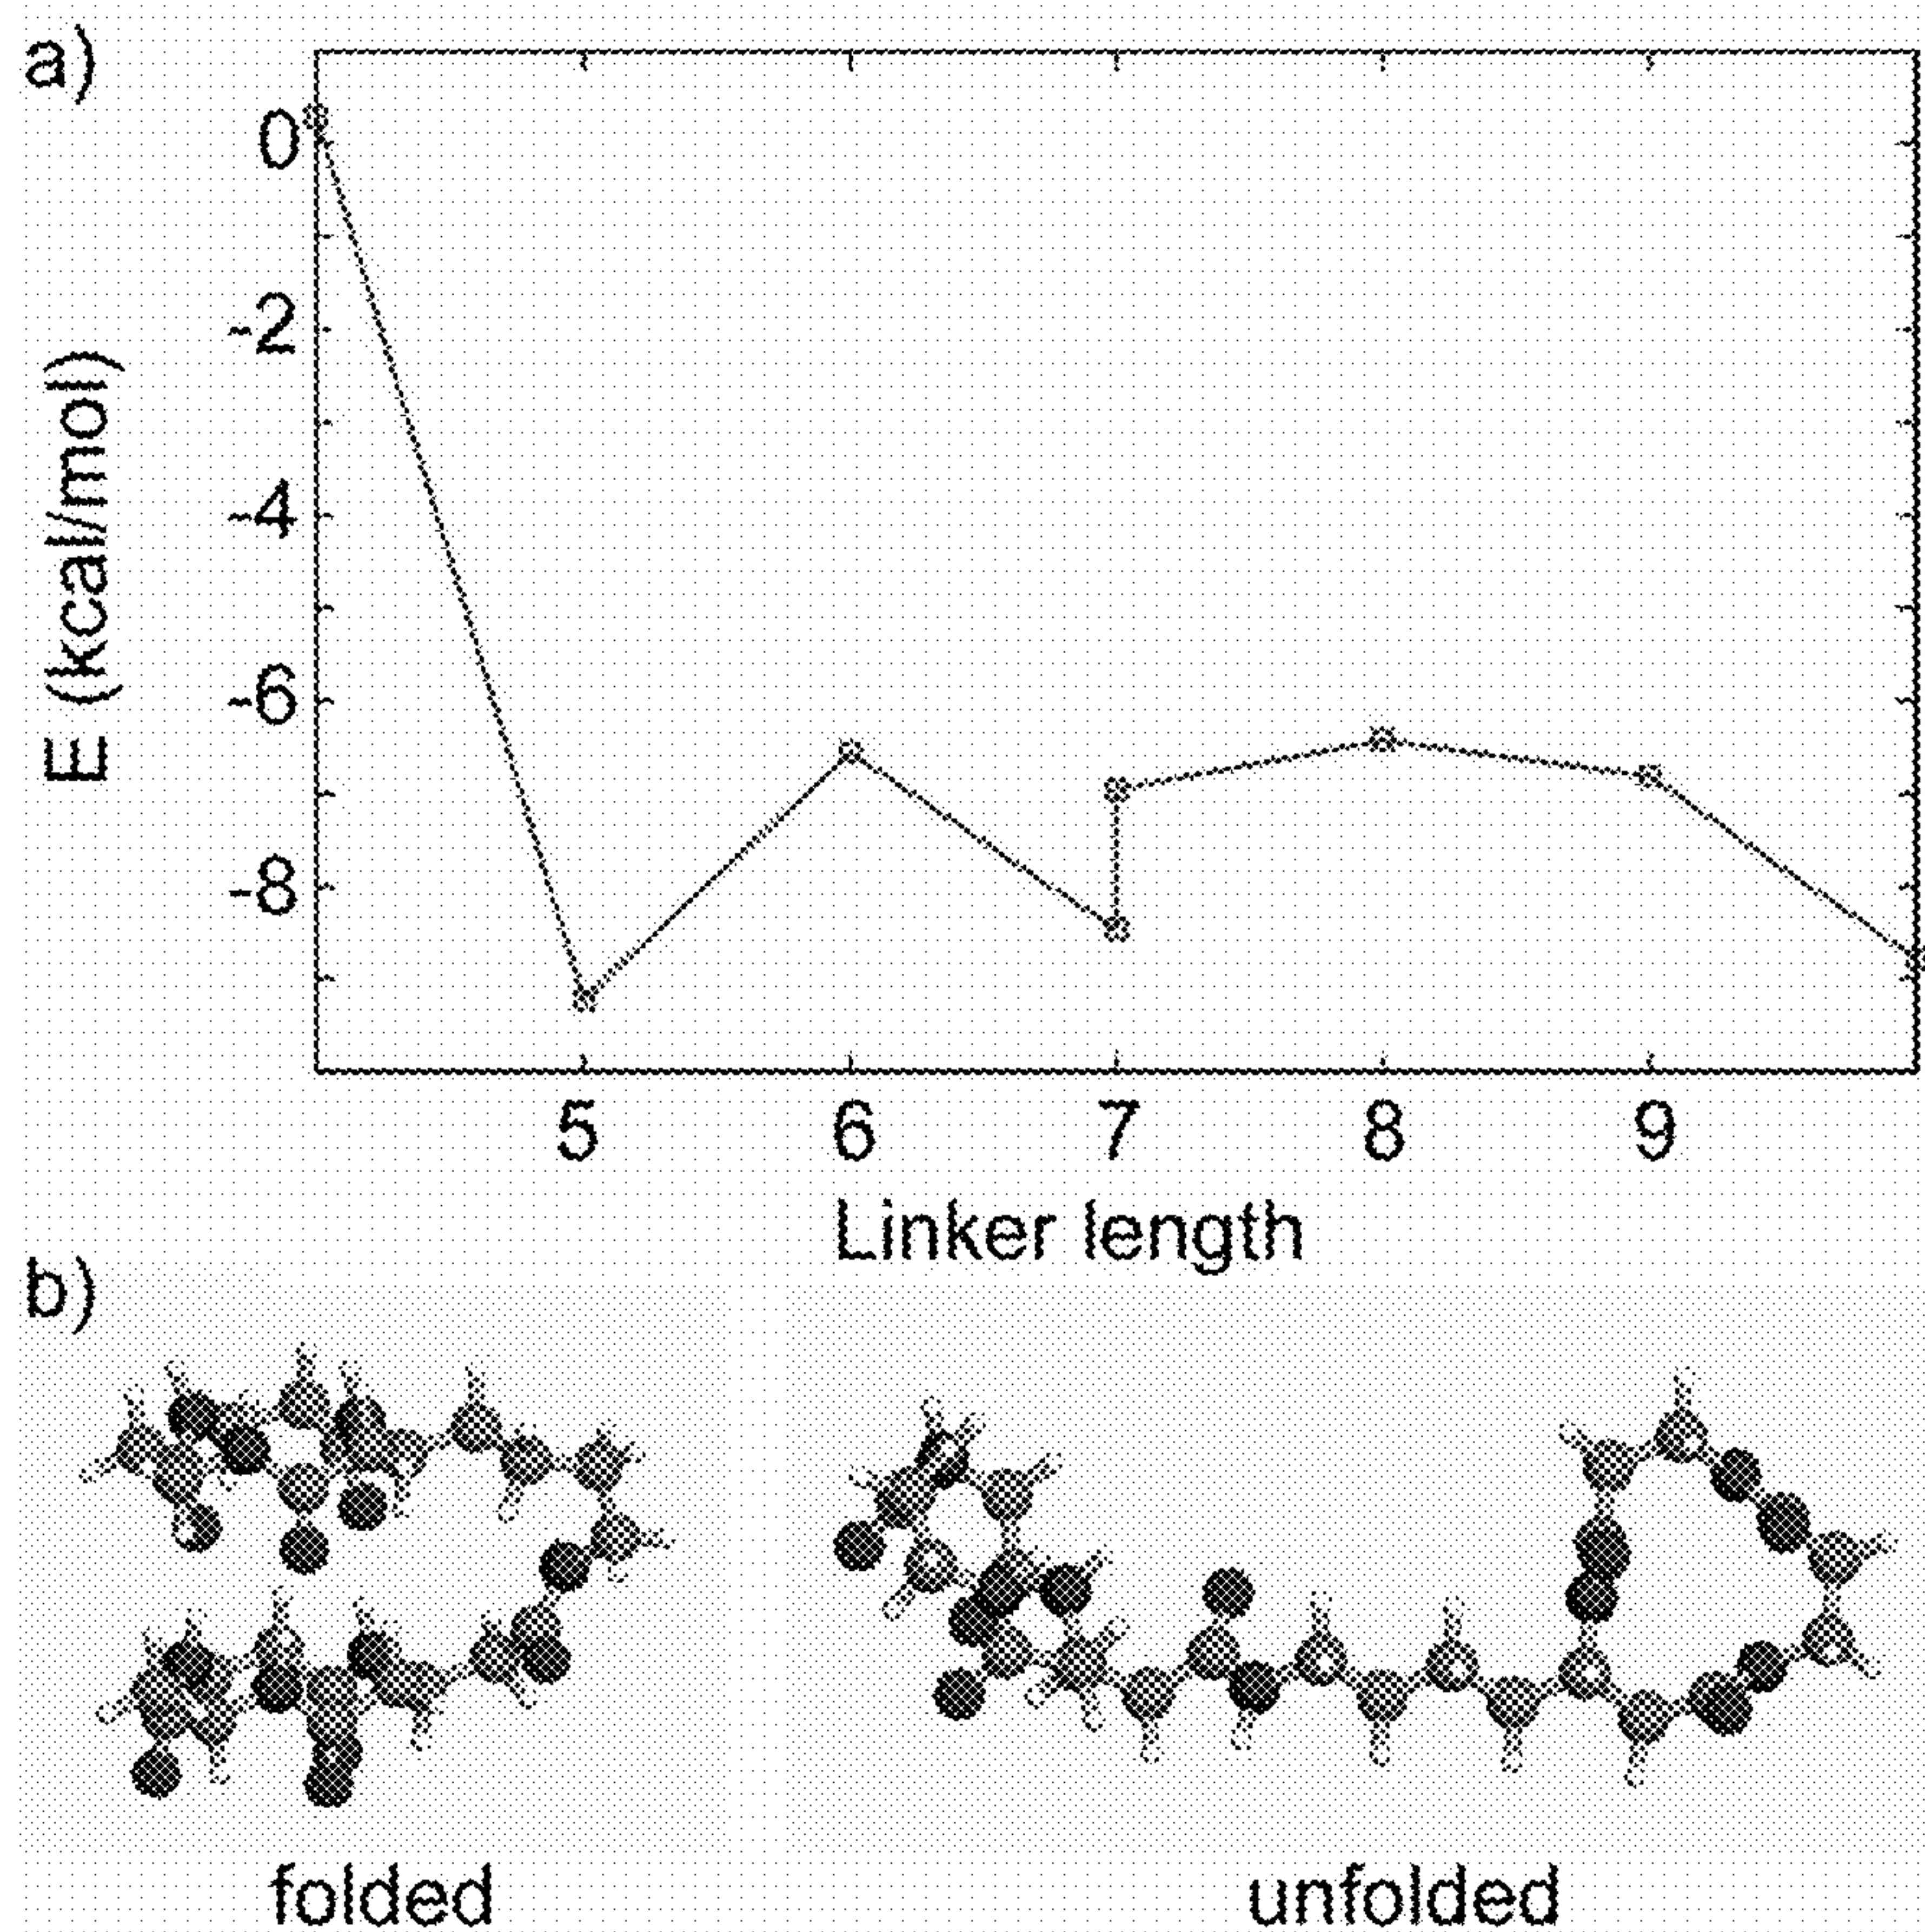 a)
0
-2
-4
-6
-8
E (kcal/mol)
5 6 7 8 9
Linker length
b)
folded unfolded